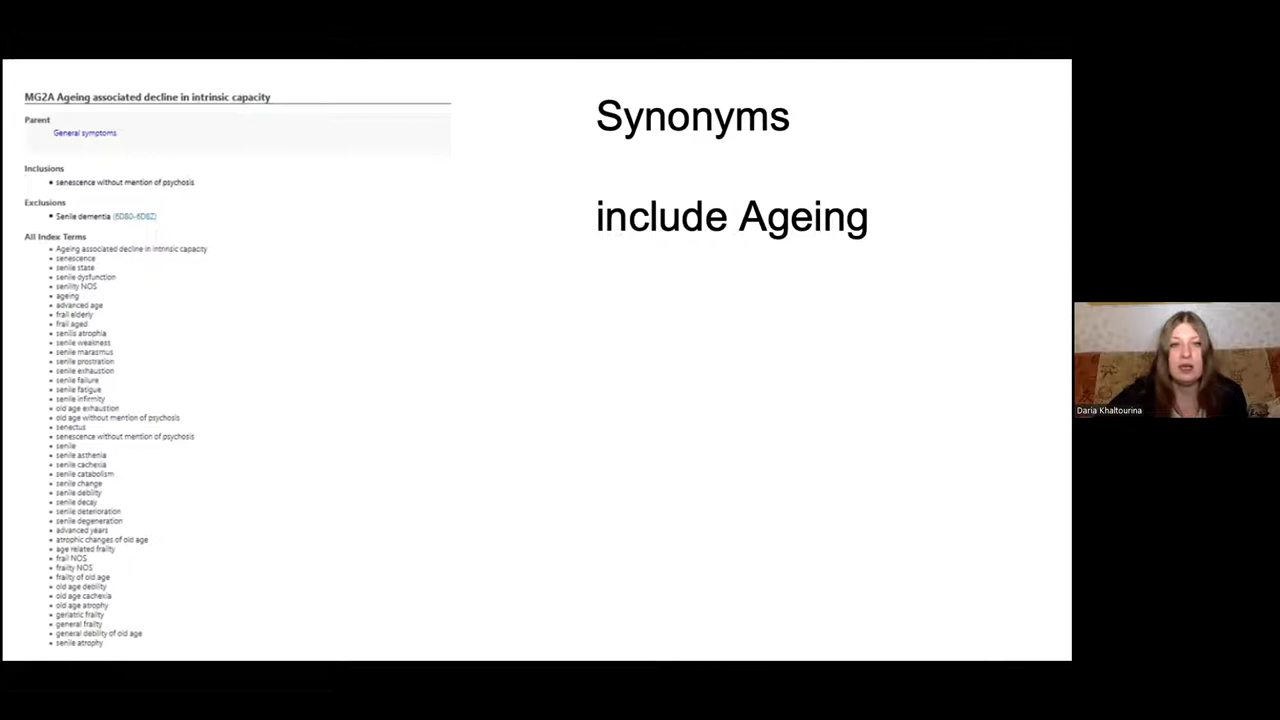 MG2A Ageing associated decline in intrinsic capacity
Parent
General symptoms
Inclusions
senescence without mention of psychosis
Exclusions
Senile dementia (6D80-6D8Z)
All Index Terms
Ageing associated decline in intrinsic capacity
senescence
senile state
senile dysfunction
senility NOS
ageing
advanced age
frail elderly
frail aged
senilis atrophia
senile weakness
senile marasmus
senile prostration
senile exhaustion
senile failure
senile fatigue
senile infirmity
old age exhaustion
old age without mention of psychosis
senectus
senescence without mention of psychosis
senile
senile asthenia
senile cachexia
senile catabolism
senile change
senile debility
senile decay
senile deterioration
senile degeneration
advanced years
atrophic changes of old age
age related frailty
frail NOS
frailty NOS
frailty of old age
old age debility
old age cachexia
old age atrophy
geriatric frailty
general frailty
general debility of old age
senile atrophy
Synonyms
include Ageing
Daria Khaltourina